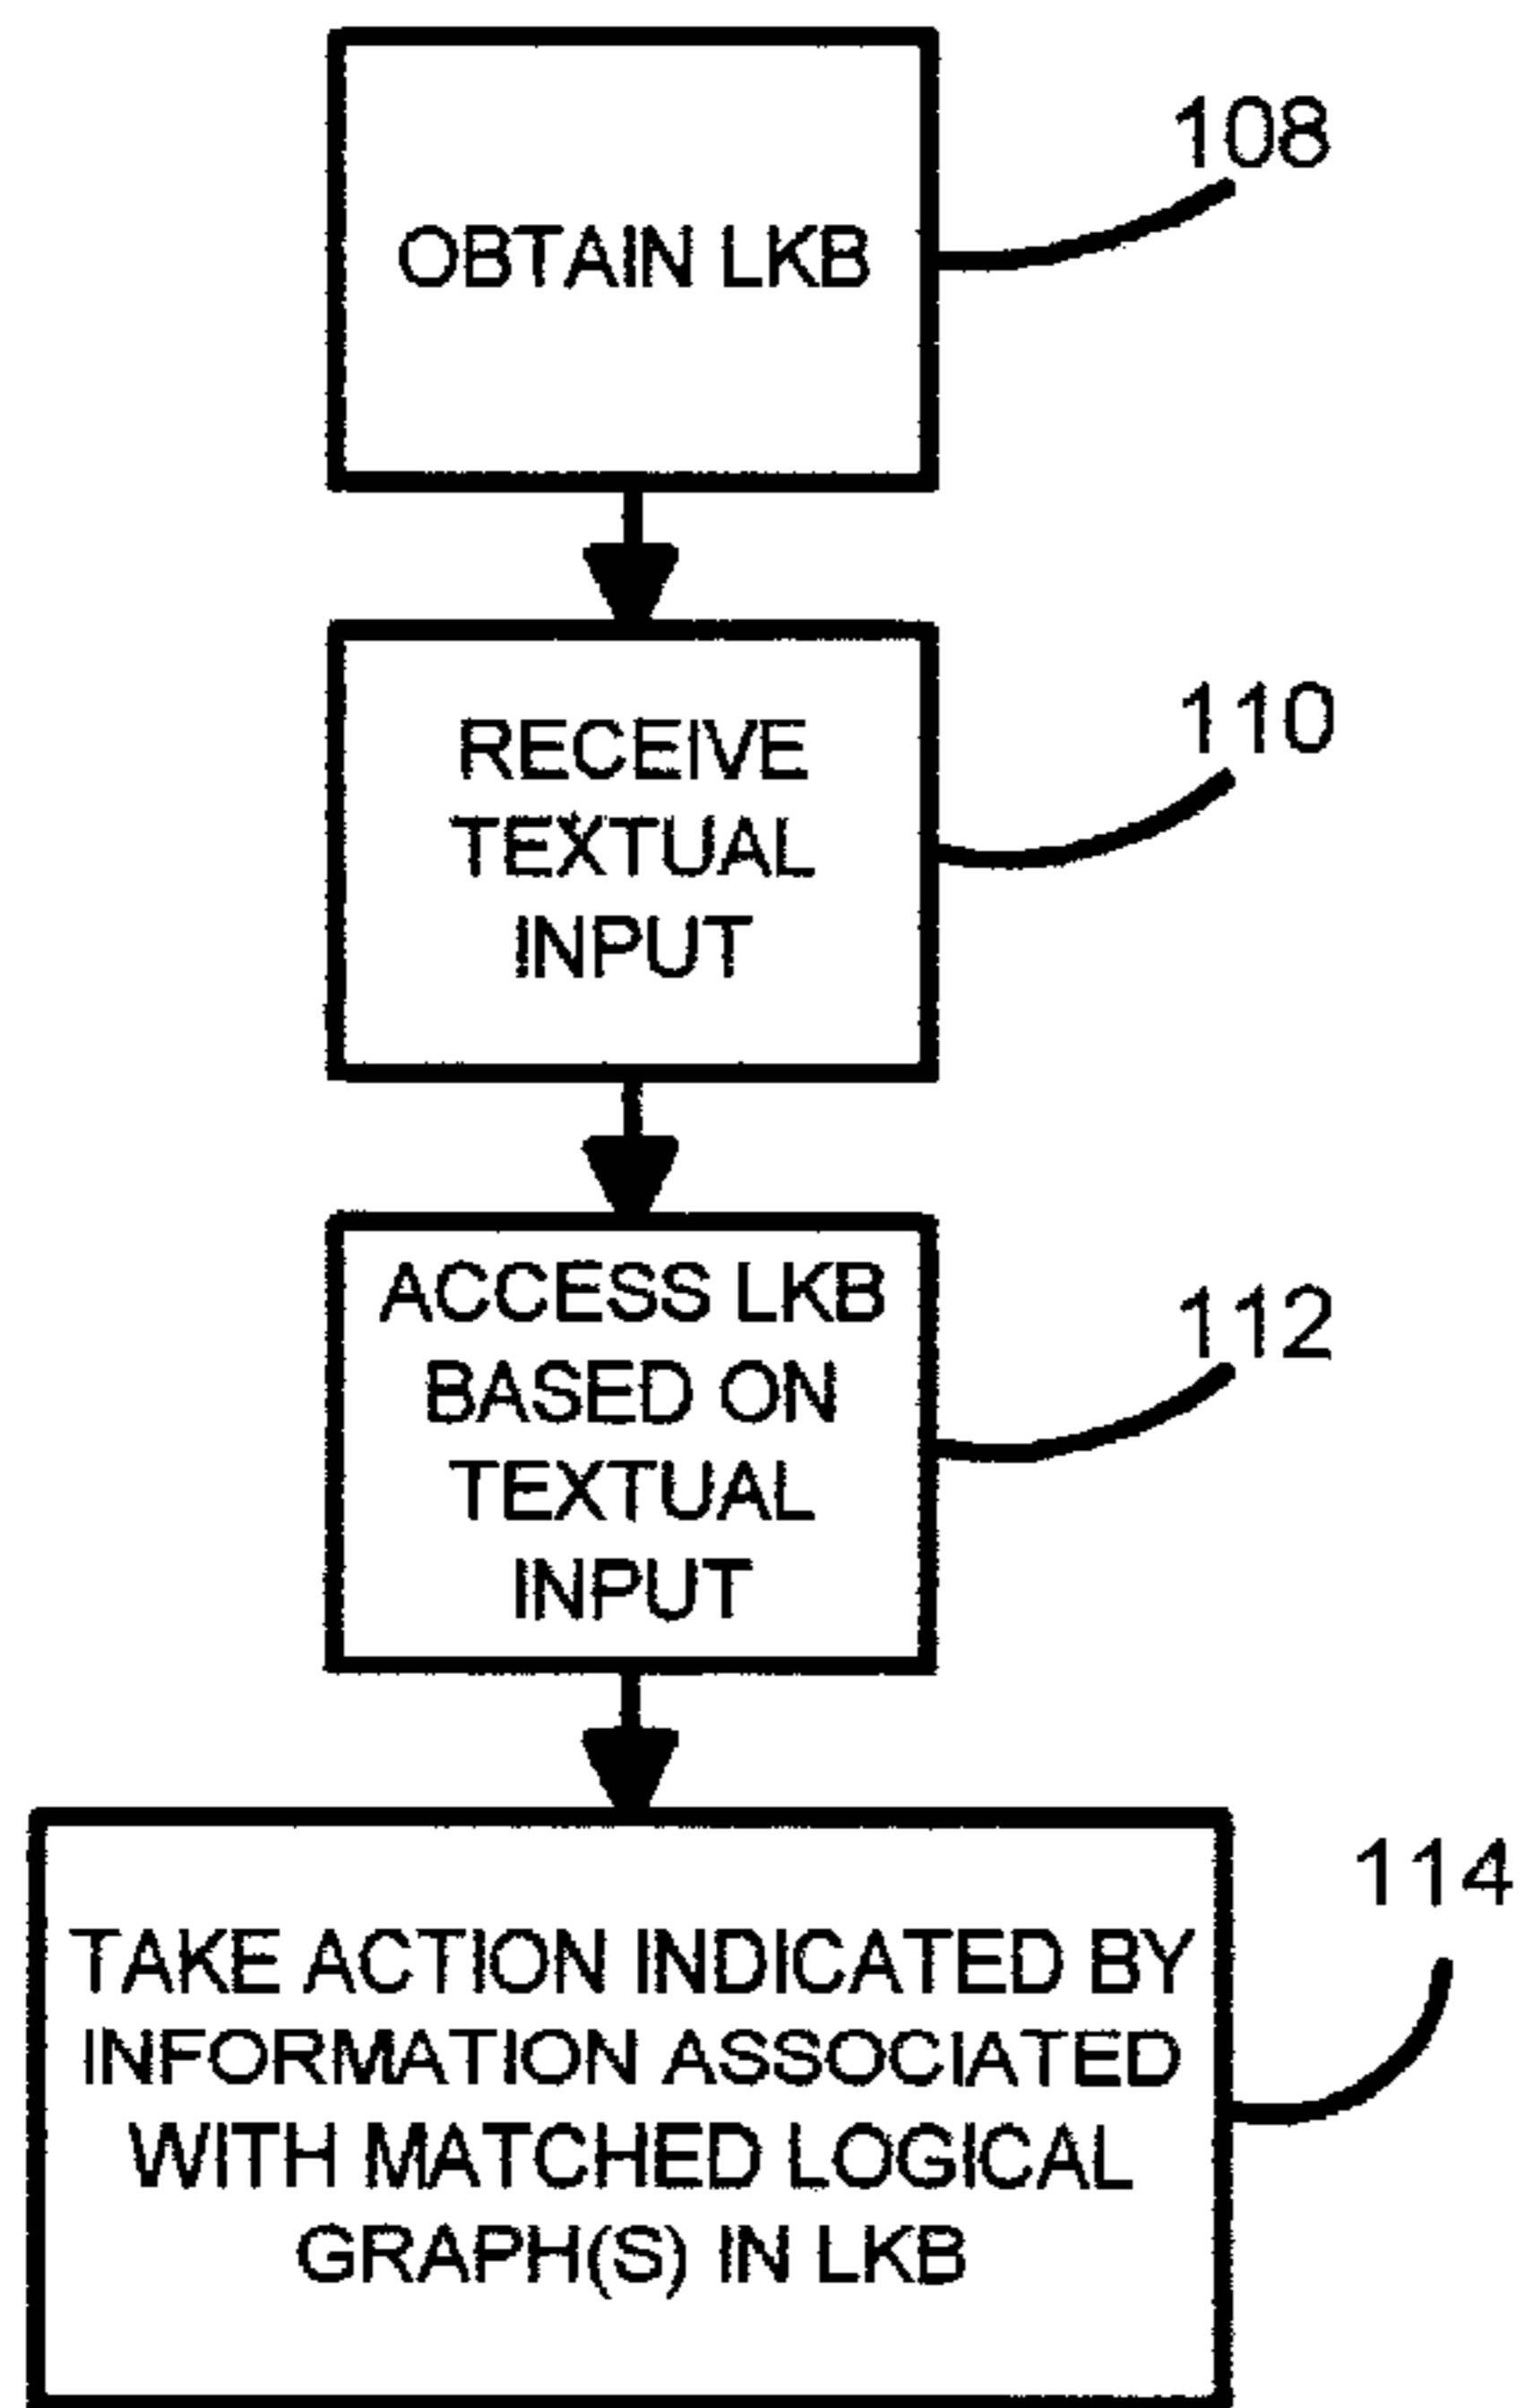 108
OBTAIN LKB
110
RECEIVE
TEXTUAL
INPUT
112
ACCESS LKB
BASED ON
TEXTUAL
INPUT
114
TAKE ACTION INDICATED BY
INFORMATION ASSOCIATED
WITH MATCHED LOGICAL
GRAPH(S) IN LKB